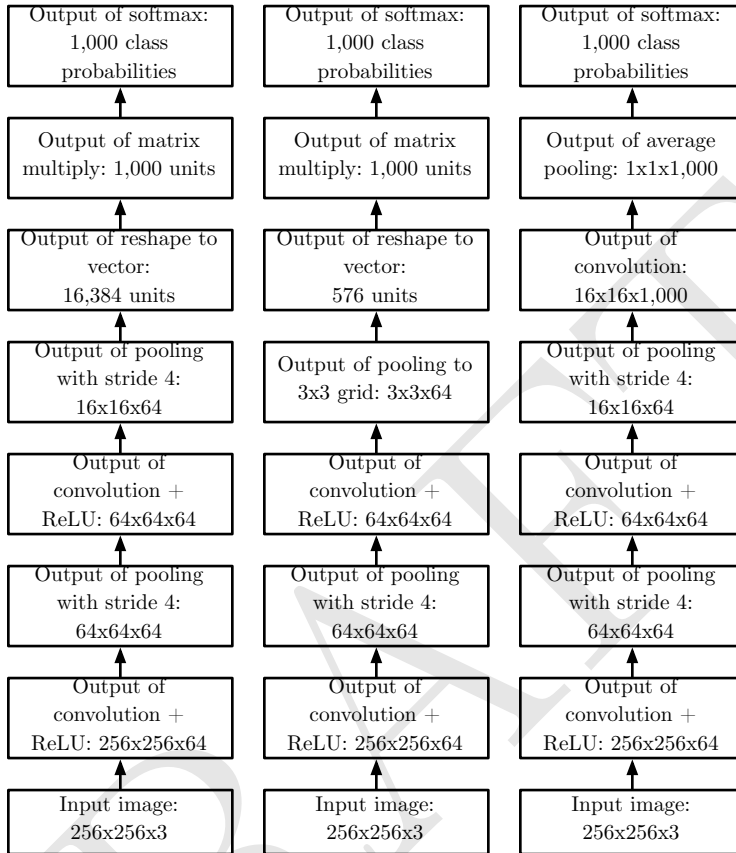 Output of softmax:
1,000 class
probabilities
Output of matrix
multiply: 1,000 units
Output of reshape to
vector:
16,384 units
Output of pooling
with stride 4:
16x16x64
Output of
convolution +
ReLU: 64x64x64
Output of pooling
with stride 4:
64x64x64
Output of
convolution +
ReLU: 256x256x64
Input image:
256x256x3
Output of softmax:
1,000 class
probabilities
Output of matrix
multiply: 1,000 units
Output of reshape to
vector:
576 units
Output of pooling to
3x3 grid: 3x3x64
Output of
convolution +
ReLU: 64x64x64
Output of pooling
with stride 4:
64x64x64
Output of
convolution +
ReLU: 256x256x64
Input image:
256x256x3
Output of softmax:
1,000 class
probabilities
Output of average
pooling: 1x1x1,000
Output of
convolution:
16x16x1,000
Output of pooling
with stride 4:
16x16x64
Output of
convolution +
ReLU: 64x64x64
Output of pooling
with stride 4:
64x64x64
Output of
convolution +
ReLU: 256x256x64
Input image:
256x256x3